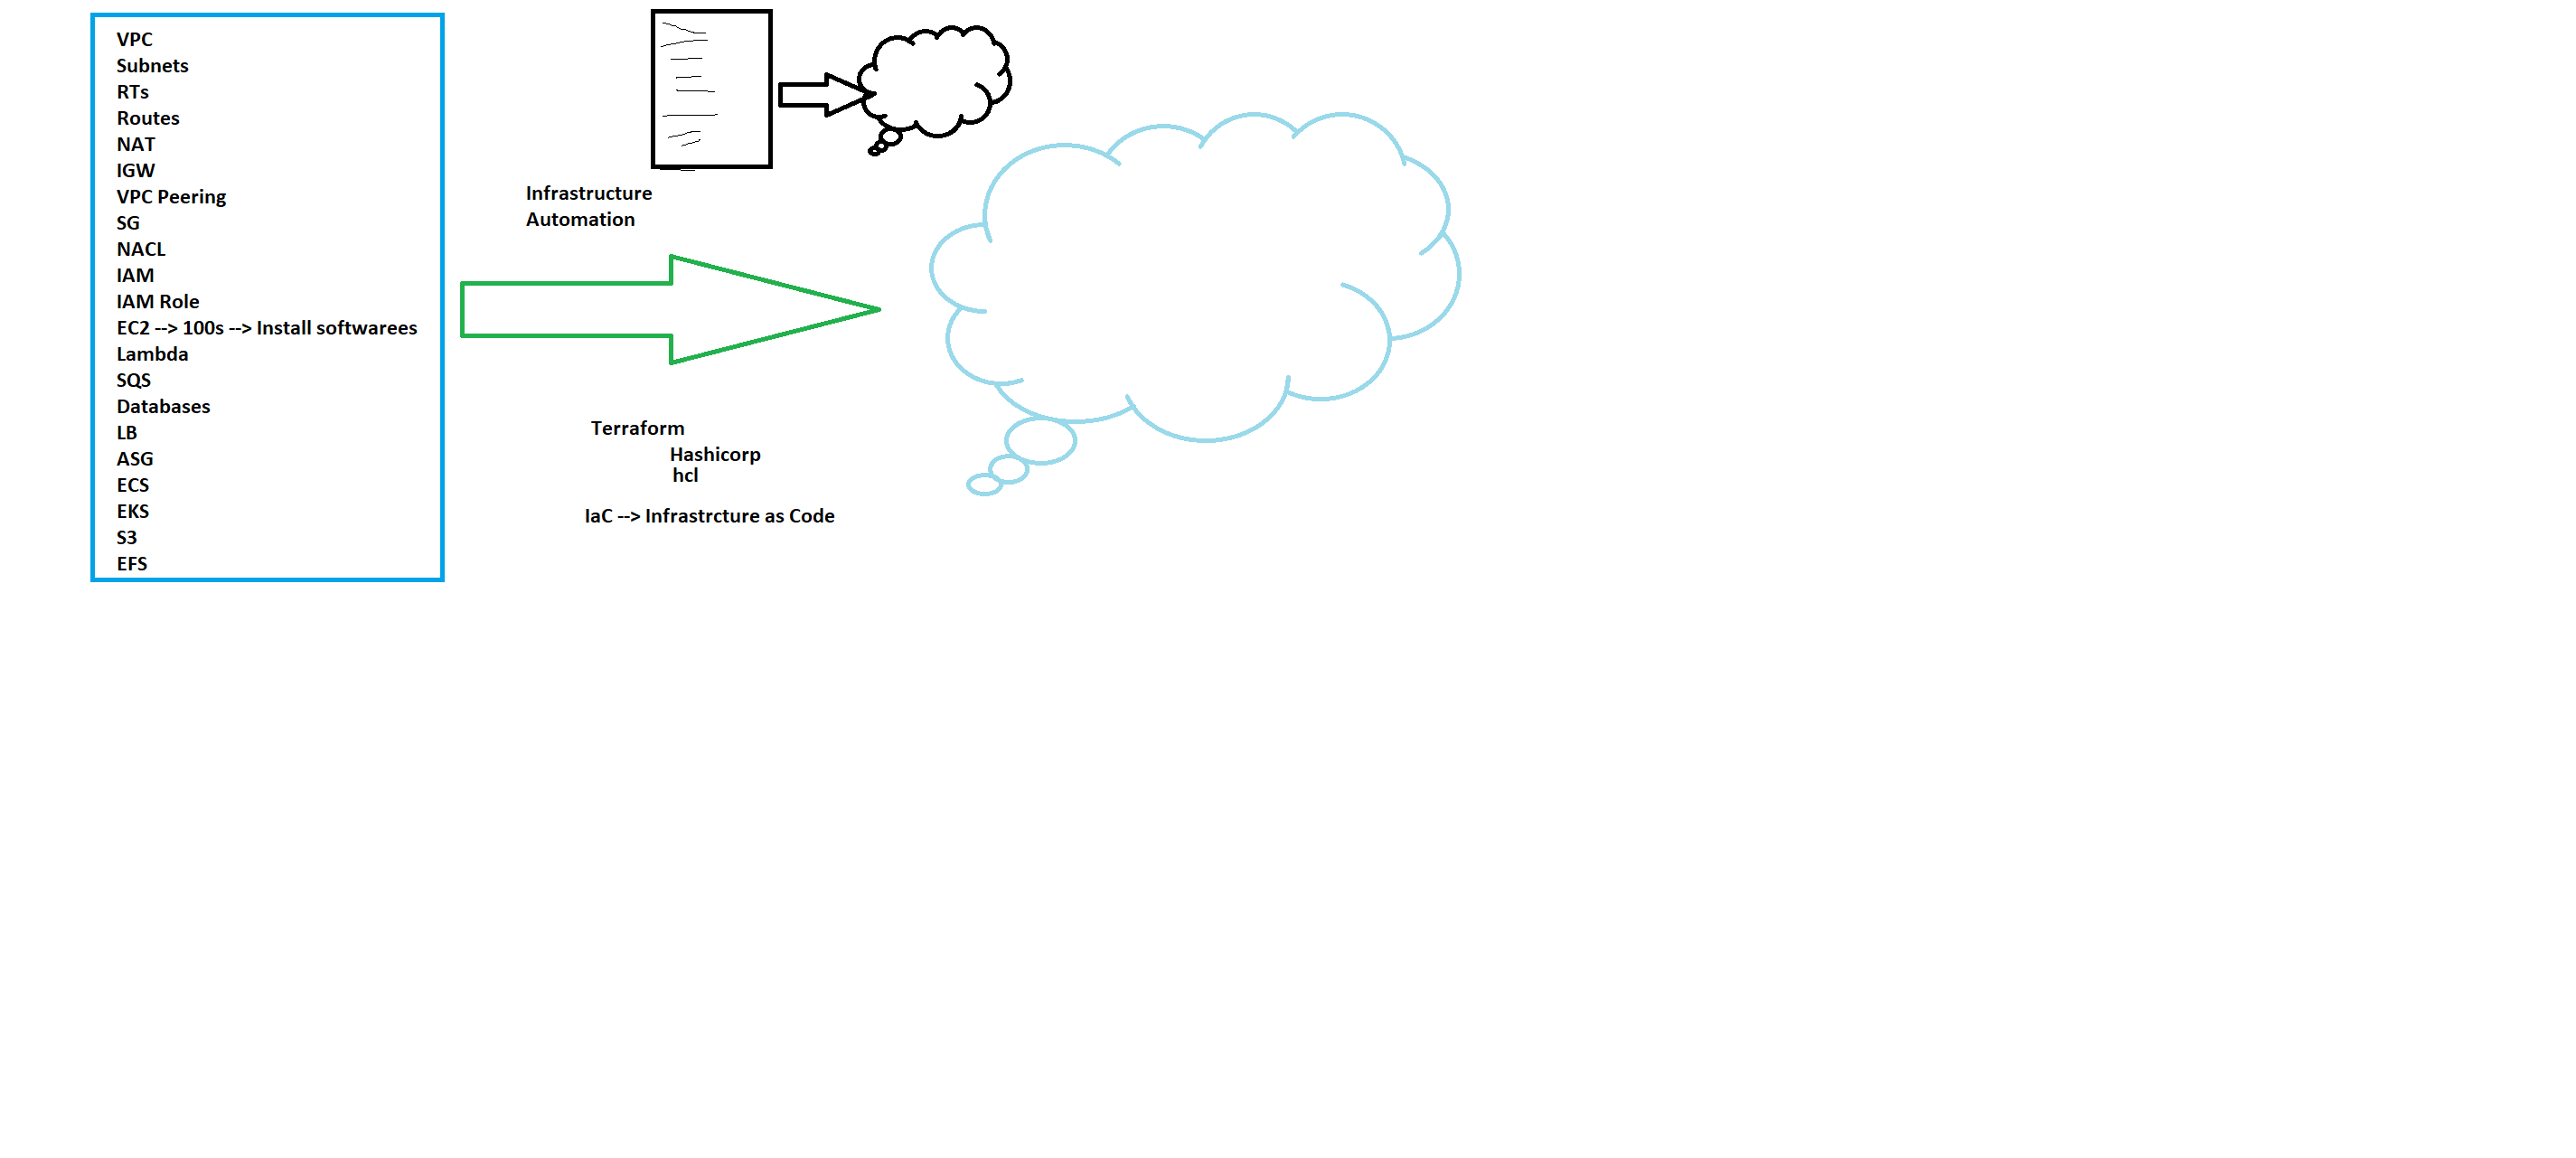 VPC
Subnets
RTs
Routes
NAT
IGW
VPC Peering
SG
NACL
IAM
IAM Role
EC2 --> 100s --> Install softwarees
Lambda
SQS
Databases
LB
ASG
ECS
EKS
S3
EFS
Infrastructure
Automation
Terraform
Hashicorp
hcl
IaC --> Infrastrcture as Code